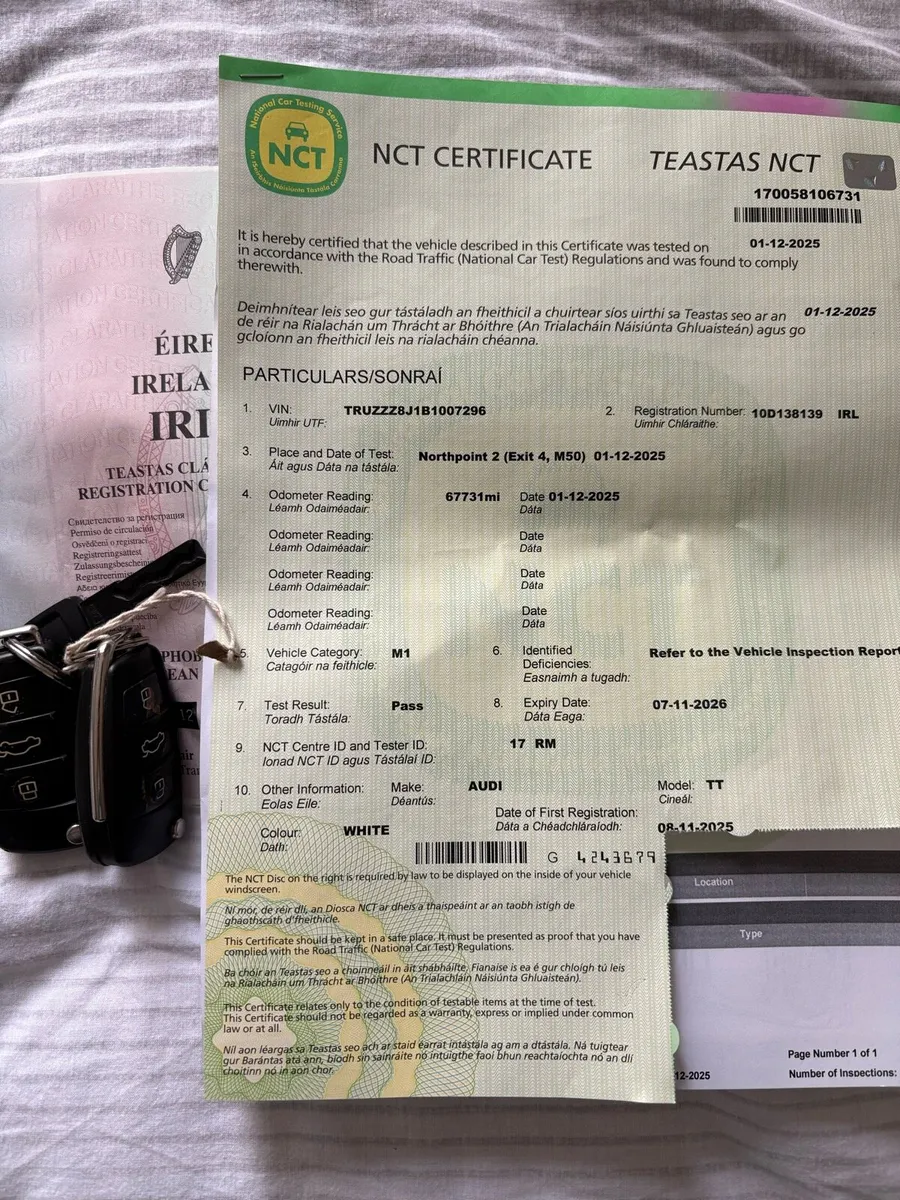 National Car Testing Service
NCT
An tSeirbhís Náisiúnta Tástála Carranna
NCT CERTIFICATE
TEASTAS NCT
170058106731
It is hereby certified that the vehicle described in this Certificate was tested on 01-12-2025
in accordance with the Road Traffic (National Car Test) Regulations and was found to comply
therewith.
Deimhnítear leis seo gur tástáladh an fheithicil a chuirtear síos uirthi sa Teastas seo ar an 01-12-2025
de réir na Rialachán um Thrácht ar Bhóithre (An Trialacháin Náisiúnta Ghluaisteán) agus go
gcloíonn an fheithicil leis na rialacháin chéanna.
PARTICULARS/SONRAÍ
1. VIN: TRUZZZ8J1B1007296
Uimhir UTF:
2. Registration Number: 10D138139 IRL
Uimhir Chláraithe:
3. Place and Date of Test: Northpoint 2 (Exit 4, M50) 01-12-2025
Áit agus Dáta na tástála:
4. Odometer Reading: 67731mi Date 01-12-2025
Léamh Odaiméadair: Dáta
Odometer Reading: Date
Léamh Odaiméadair: Dáta
Odometer Reading: Date
Léamh Odaiméadair: Dáta
Odometer Reading: Date
Léamh Odaiméadair: Dáta
5. Vehicle Category: M1
Catagóir na feithicle:
6. Identified
Deficiencies:
Easnaimh a tugadh:
Refer to the Vehicle Inspection Report
7. Test Result: Pass
Toradh Tástála:
8. Expiry Date: 07-11-2026
Dáta Eaga:
9. NCT Centre ID and Tester ID: 17 RM
Ionad NCT ID agus Tástálaí ID:
10. Other Information:
Eolas Eile:
Make: AUDI
Déantús:
Model: TT
Cineál:
Colour: WHITE
Dath:
Date of First Registration:
Dáta a Chéadchláraíodh: 08-11-2025
G 4243679
The NCT Disc on the right is required by law to be displayed on the inside of your vehicle
windscreen.
Ní mór, de réir dlí, an Diosca NCT ar dheis a thaispeáint ar an taobh istigh de
ghaothscáth d'fheithicle.
This Certificate should be kept in a safe place. It must be presented as proof that you have
complied with the Road Traffic (National Car Test) Regulations.
Ba chóir an Teastas seo a choinneáil in áit shábháilte. Fianaise is ea é gur chloígh tú leis
na Rialacháin um Thrácht ar Bhóithre (An Trialachláin Náisiúnta Ghluaisteán).
This Certificate relates only to the condition of testable items at the time of test.
This Certificate should not be regarded as a warranty, express or implied under common
law or at all.
Níl aon léargas sa Teastas seo ach ar staid éarraí intástála ag am a dtástála. Ná tuigtear
gur Barántas atá ann, bíodh sin sainráite nó intuigthe faoi bhun reachtaíochta nó an dlí
choitinn nó in aon chor.
ÉIRE
IRELA
IRL
TEASTAS CLÁ
REGISTRATION C
Свидетелство за регистрация
Permiso de circulación
Osvědčení o registraci
Registreringsattest
Zulassungsbeschein
Registreerimis
PHOB
EAN
Location
Type
Page Number 1 of 1
12-2025
Number of Inspections: